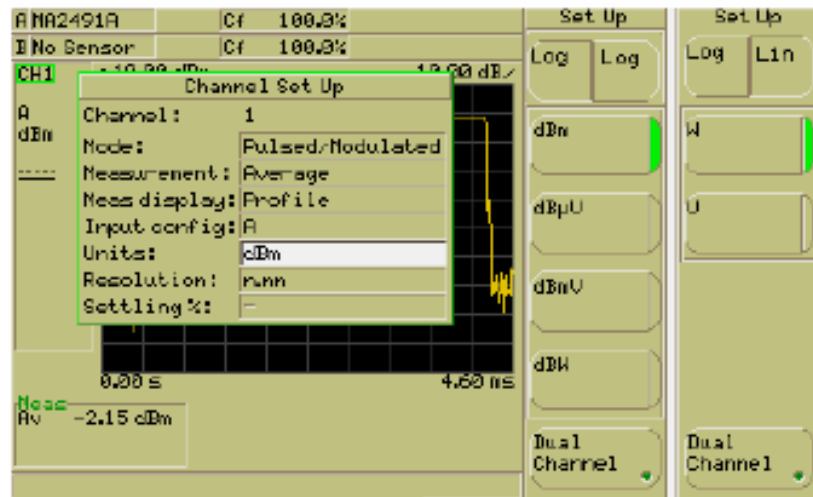 A MA2491A Cf 100.0%
B No Sensor Cf 100.0%
CH1
10.00 dB/
A
dBm
Channel Set Up
Channel: 1
Mode: Pulsed/Modulated
Measurement: Average
Meas display: Profile
Input config: A
Units: dBm
Resolution: n.nn
Settling %: -
0.00 s 4.60 ms
Meas
Av -2.15 dBm
Set Up
Log Log
dBm
dBµV
dBmV
dBW
Dual
Channel
Set Up
Log Lin
W
Dual
Channel